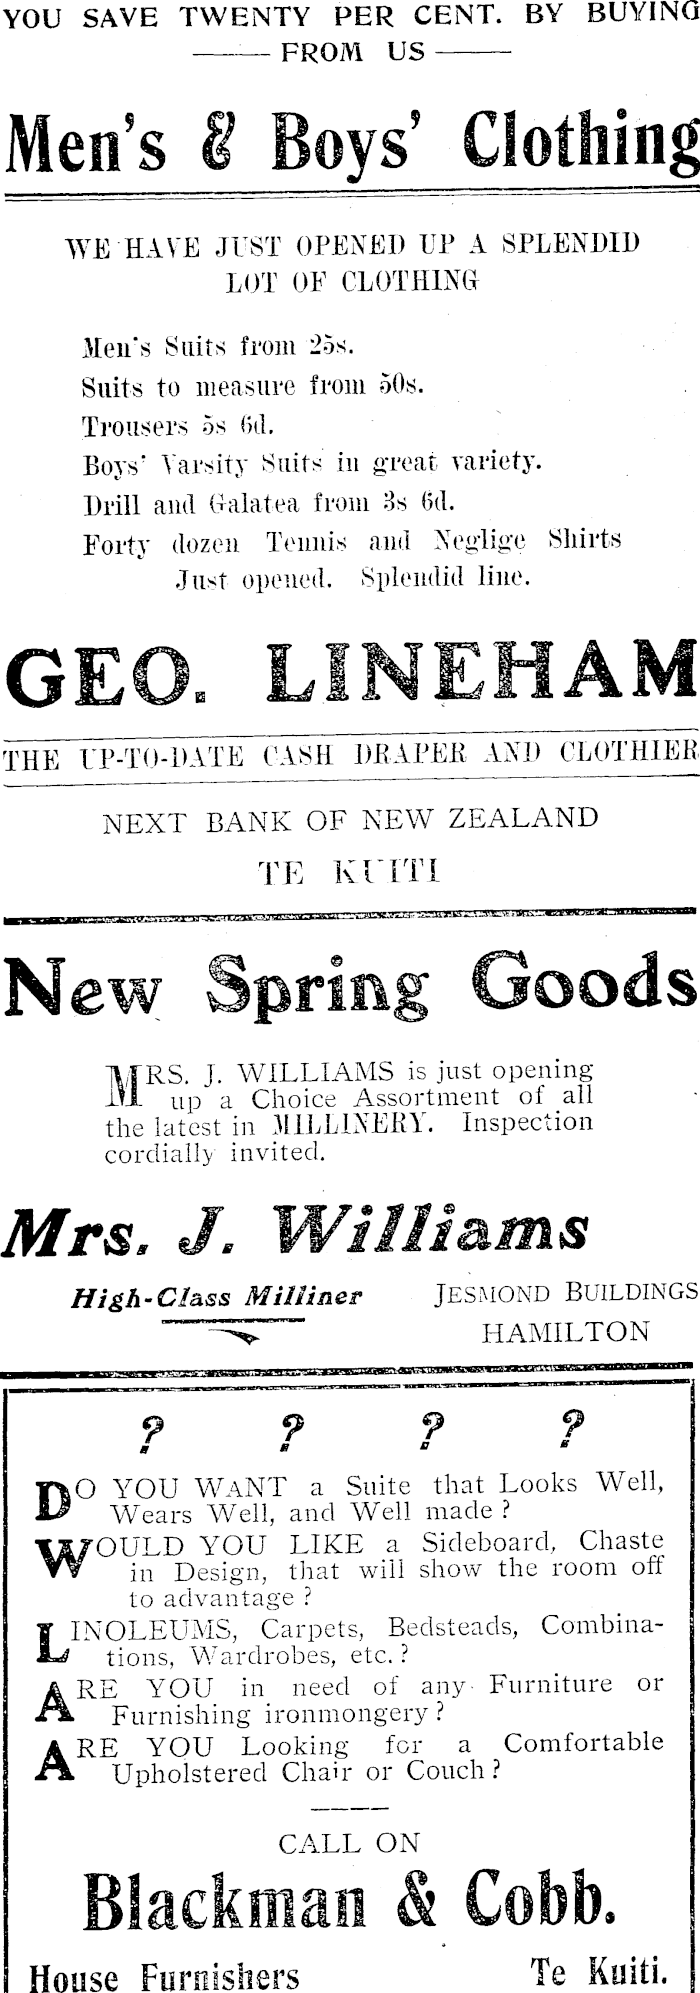 YOU SAVE TWENTY PER CENT. BY BUYING
FROM US
Men's & Boys' Clothing
WE HAVE JUST OPENED UP A SPLENDID
LOT OF CLOTHING
Men's Suits from 25s.
Suits to measure from 50s.
Trousers 5s 6d.
Boys' Varsity Suits in great variety.
Drill and Galatea from 3s 6d.
Forty dozen Tennis and Neglige Shirts
Just opened. Splendid line.
GEO. LINEHAM
THE UP-TO-DATE CASH DRAPER AND CLOTHIER
NEXT BANK OF NEW ZEALAND
TE KUITI
New Spring Goods
MRS. J. WILLIAMS is just opening
up a Choice Assortment of all
the latest in MILLINERY. Inspection
cordially invited.
Mrs. J. Williams
High-Class Milliner JESMOND BUILDINGS
HAMILTON
? ? ? ?
DO YOU WANT a Suite that Looks Well,
Wears Well, and Well made ?
WOULD YOU LIKE a Sideboard, Chaste
in Design, that will show the room off
to advantage ?
LINOLEUMS, Carpets, Bedsteads, Combina-
tions, Wardrobes, etc. ?
ARE YOU in need of any Furniture or
Furnishing ironmongery ?
ARE YOU Looking for a Comfortable
Upholstered Chair or Couch ?
CALL ON
Blackman & Cobb.
House Furnishers Te Kuiti.